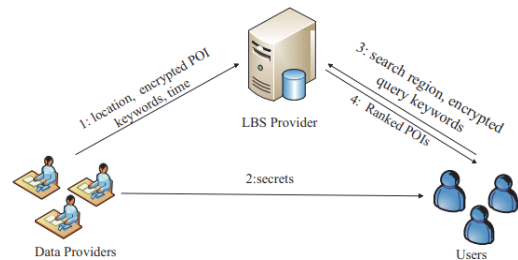 1: location, encrypted POI
keywords, time
LBS Provider
3: search region, encrypted
query keywords
4: Ranked POIs
2:secrets
Data Providers
Users